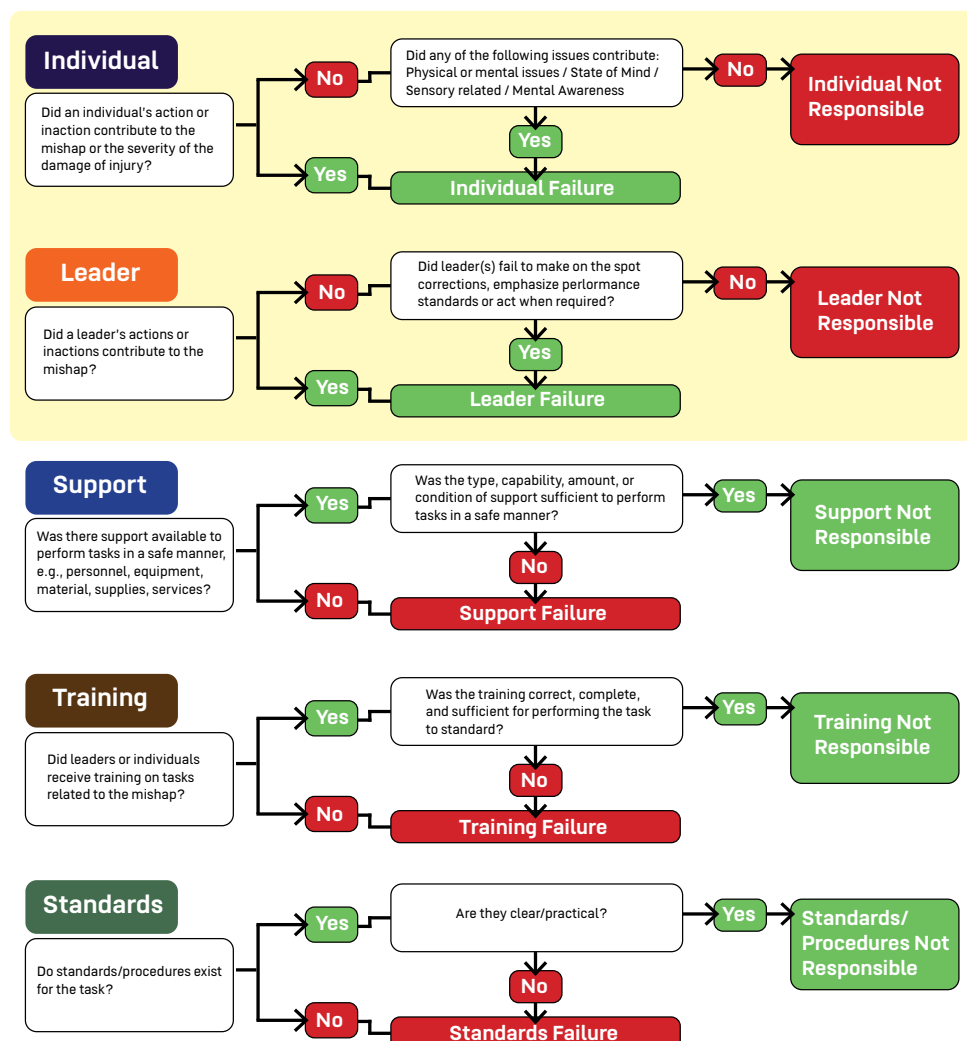 Individual
Did an individual's action or
inaction contribute to the
mishap or the severity of the
damage of injury?
No
Did any of the following issues contribute:
Physical or mental issues / State of Mind /
Sensory related / Mental Awareness
No
Individual Not
Responsible
Yes
Yes
Individual Failure
Leader
Did a leader's actions or
inactions contribute to the
mishap?
No
Did leader(s) fail to make on the spot
corrections, emphasize performance
standards or act when required?
No
Leader Not
Responsible
Yes
Yes
Leader Failure
Support
Was there support available to
perform tasks in a safe manner,
e.g., personnel, equipment,
material, supplies, services?
Yes
Was the type, capability, amount, or
condition of support sufficient to perform
tasks in a safe manner?
Yes
Support Not
Responsible
No
No
Support Failure
Training
Did leaders or individuals
receive training on tasks
related to the mishap?
Yes
Was the training correct, complete,
and sufficient for performing the task
to standard?
Yes
Training Not
Responsible
No
No
Training Failure
Standards
Do standards/procedures exist
for the task?
Yes
Are they clear/practical?
Yes
Standards/
Procedures Not
Responsible
No
No
Standards Failure